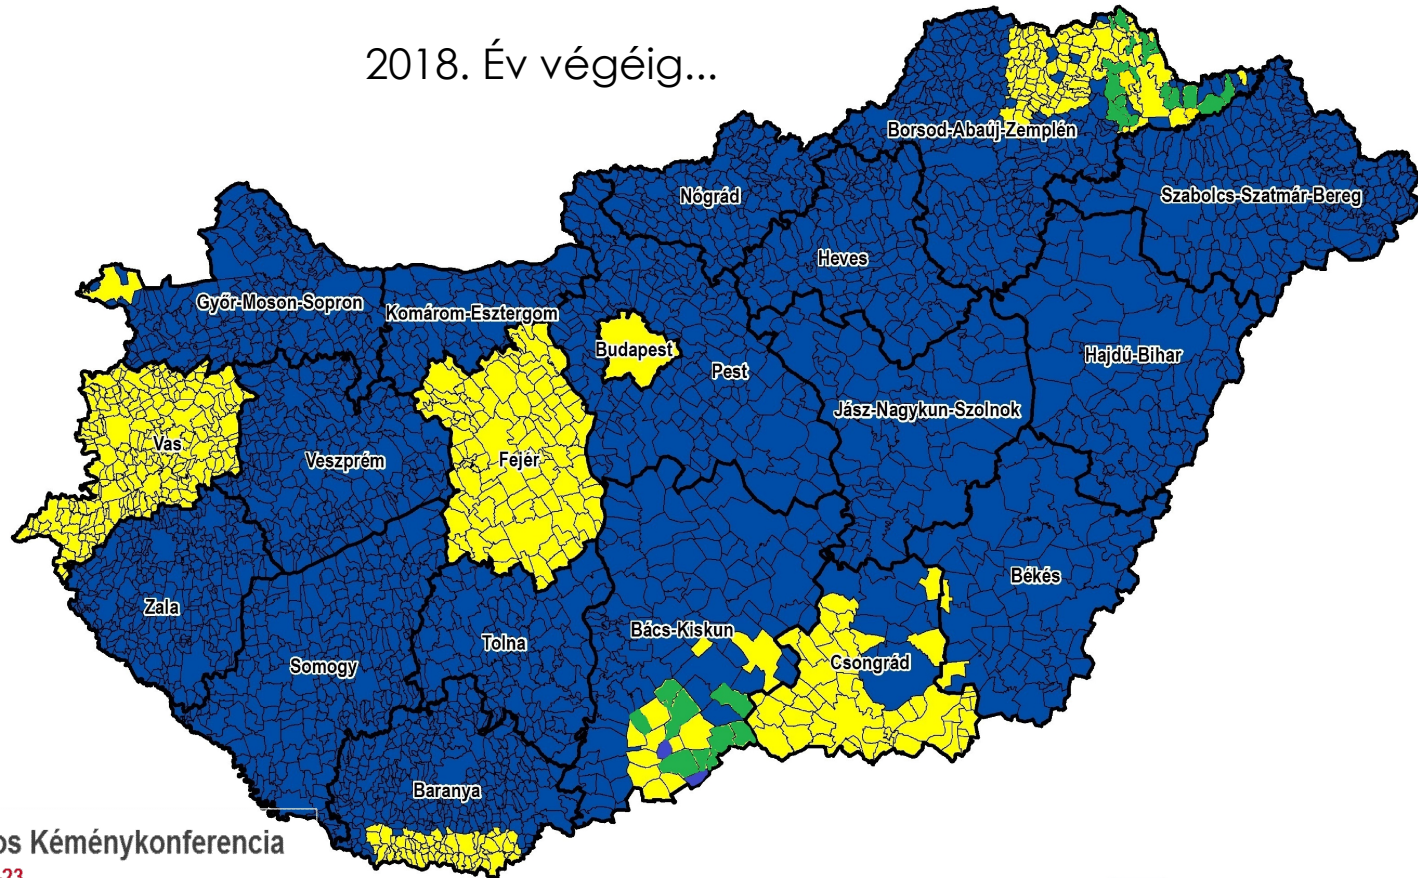 2018. Év végéig...
Borsod-Abaúj-Zemplén
Nógrád
Szabolcs-Szatmár-Bereg
Heves
Győr-Moson-Sopron
Komárom-Esztergom
Budapest
Pest
Hajdú-Bihar
Jász-Nagykun-Szolnok
Vas
Veszprém
Fejér
Békés
Zala
Bács-Kiskun
Tolna
Somogy
Csongrád
Baranya
os Kéménykonferencia
-23